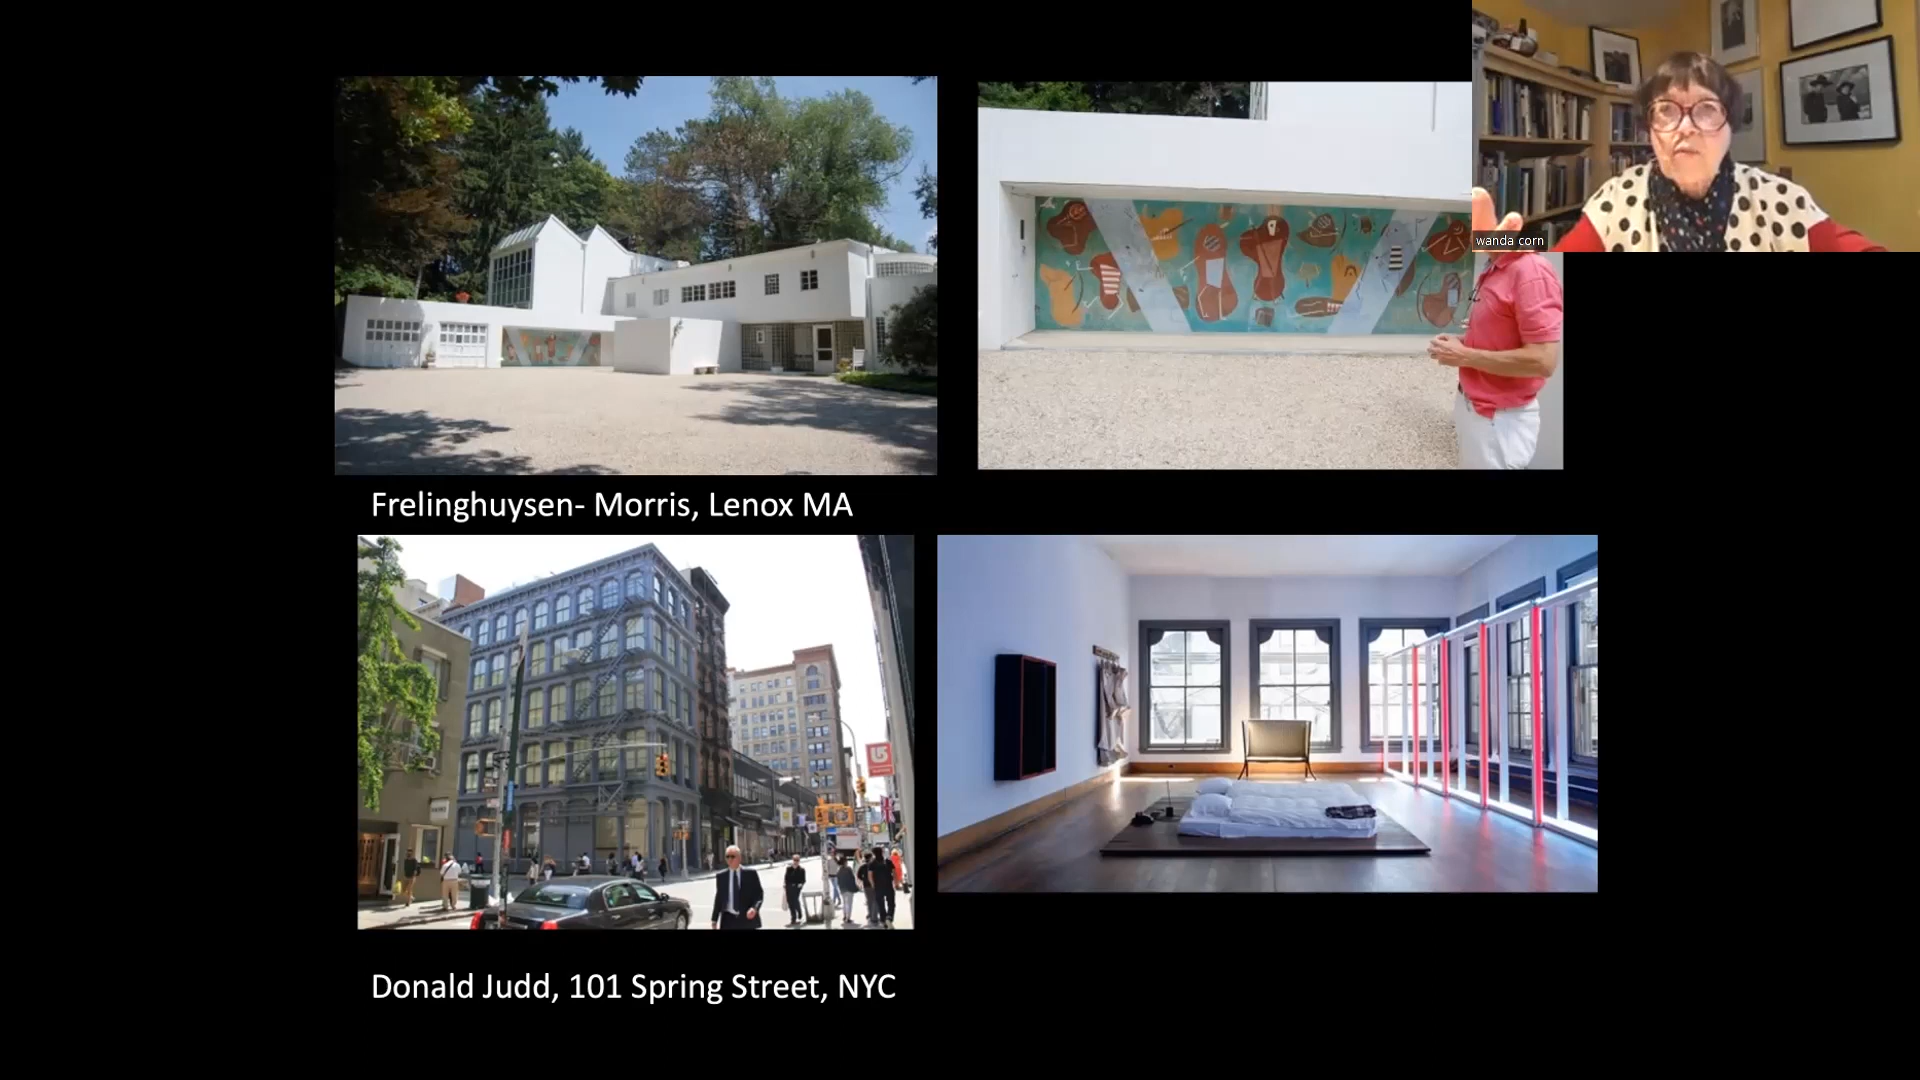 wanda corn
Frelinghuysen- Morris, Lenox MA
Donald Judd, 101 Spring Street, NYC